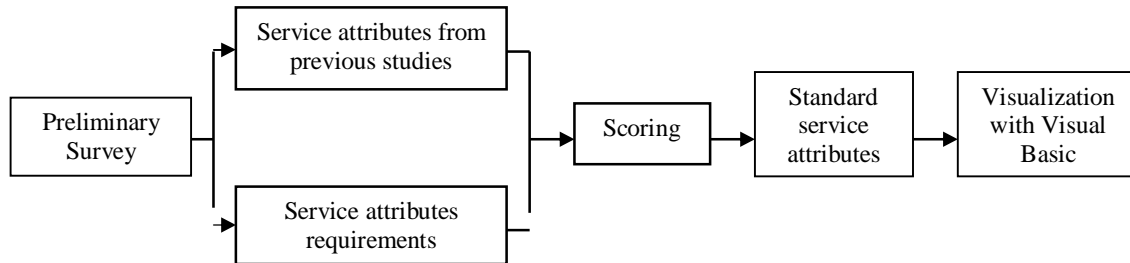 Preliminary
Survey
Service attributes from
previous studies
Service attributes
requirements
Scoring
Standard
service
attributes
Visualization
with Visual
Basic